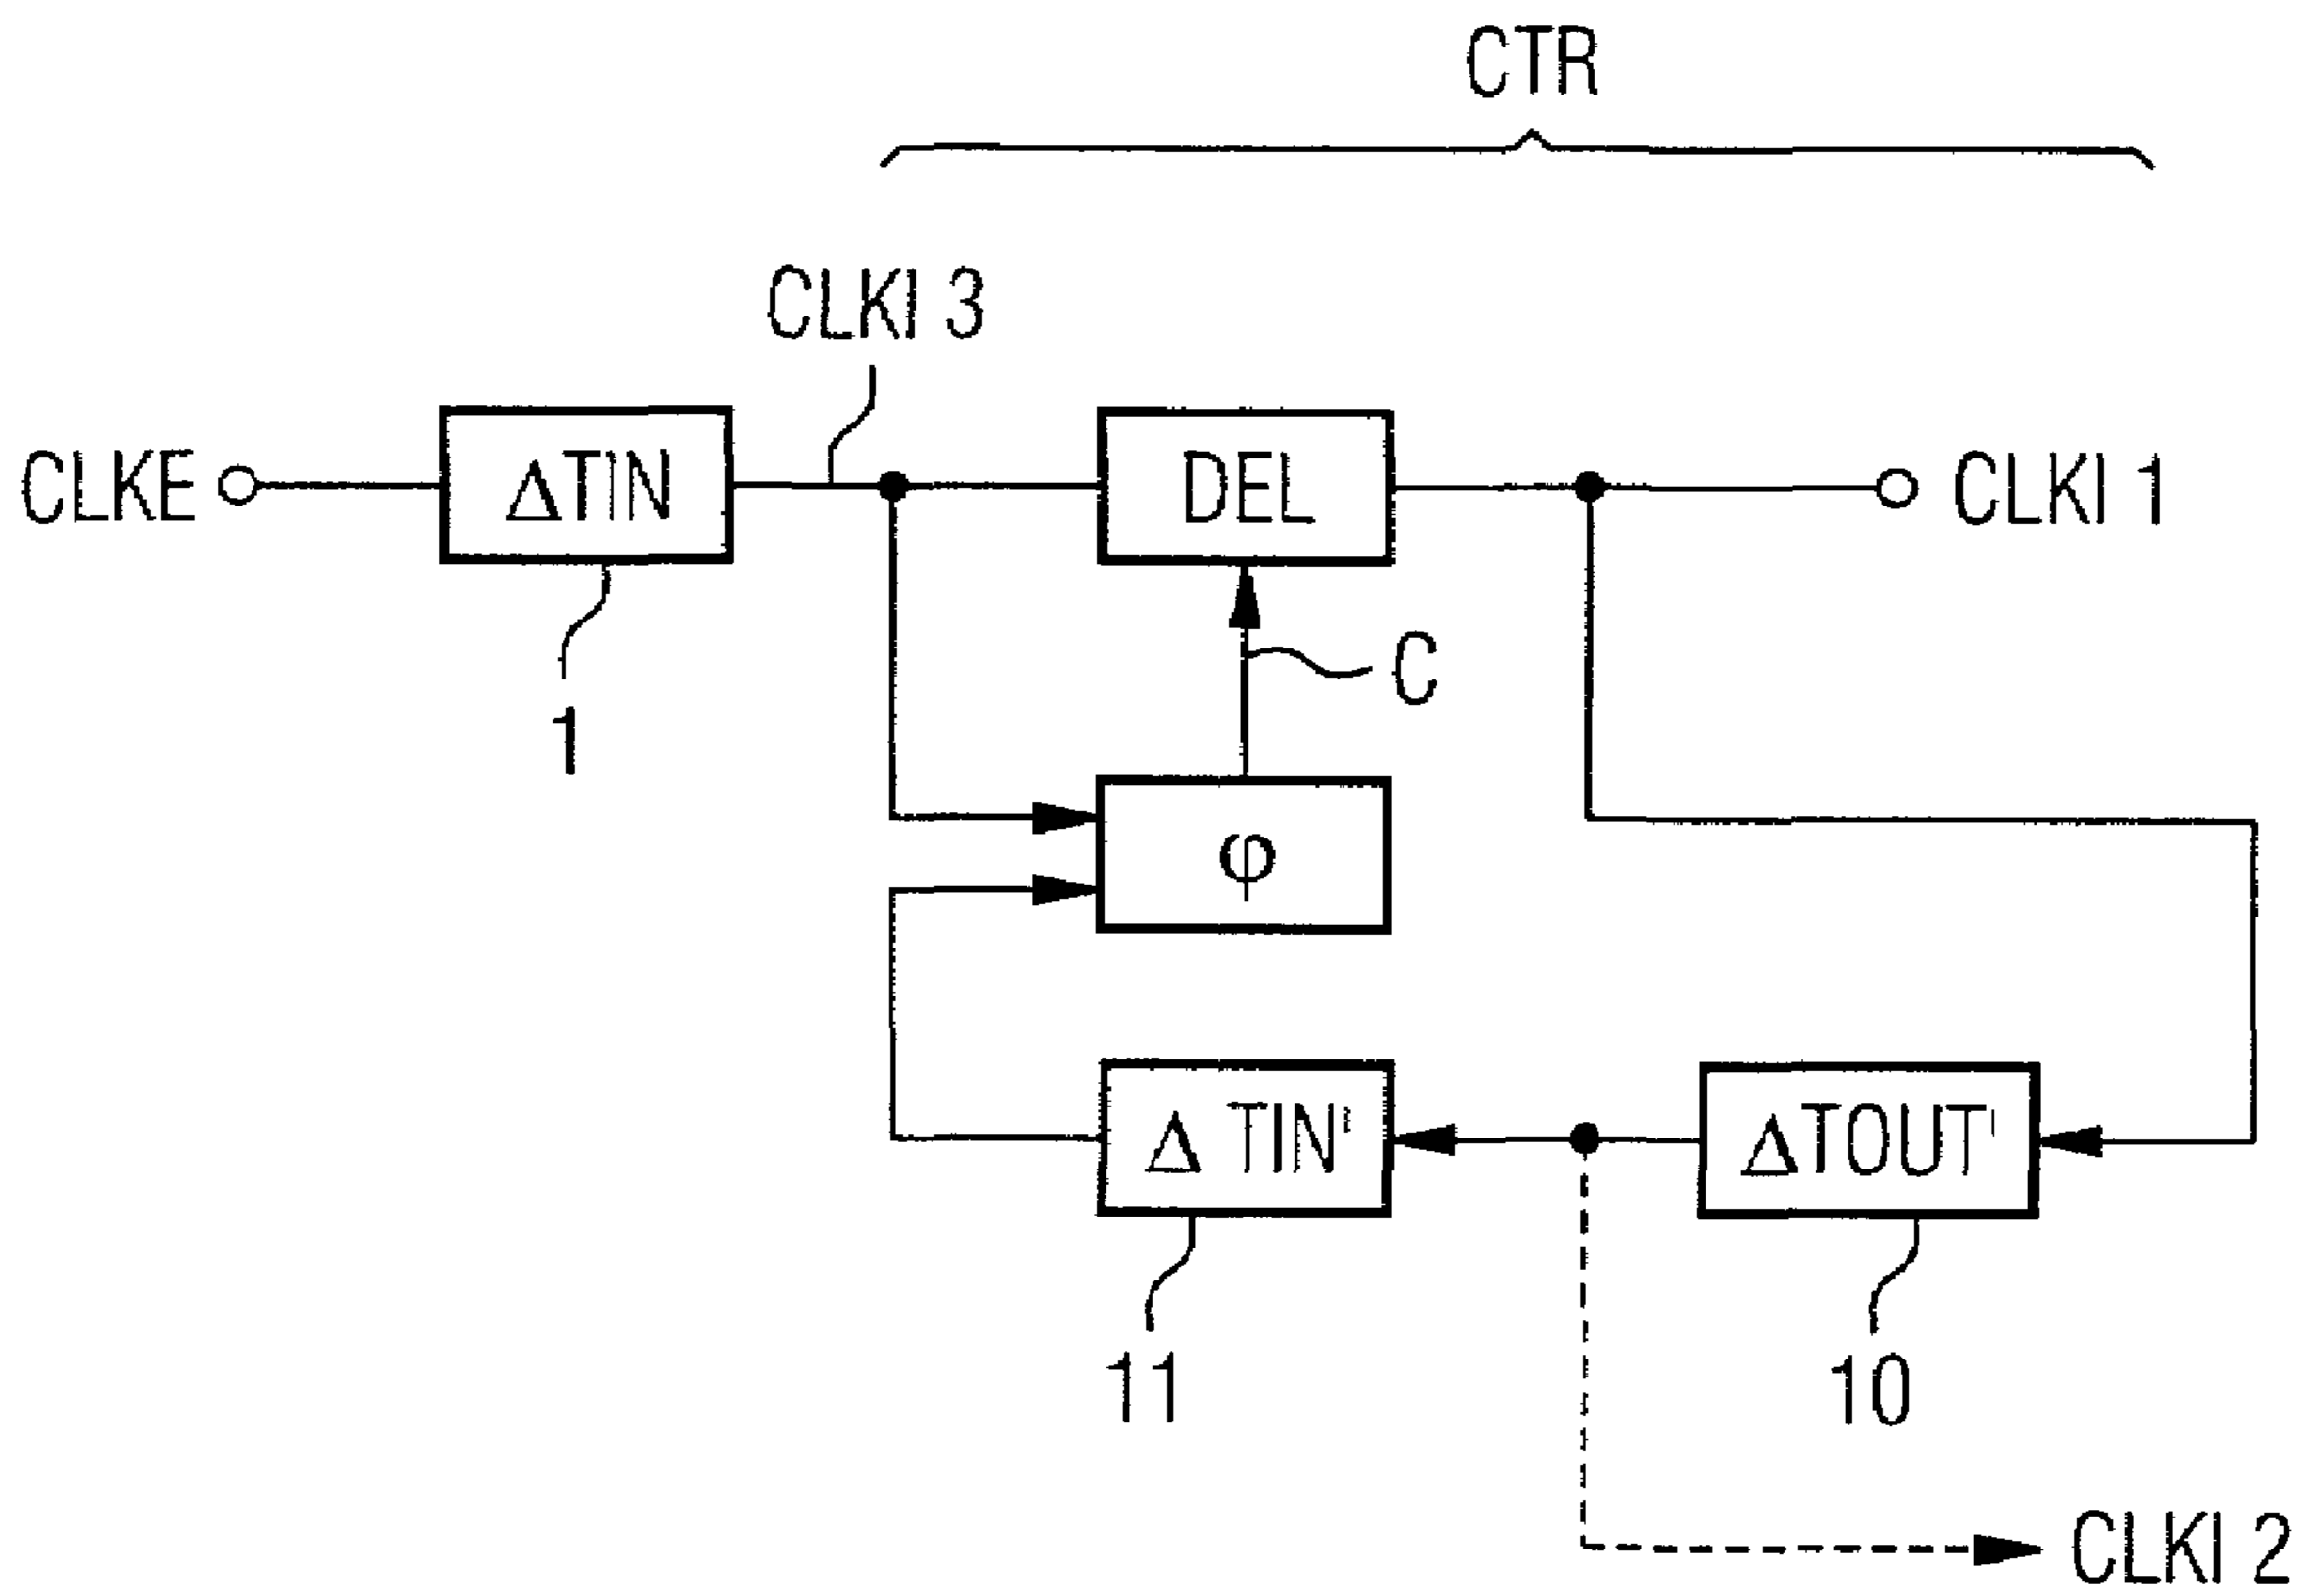 CTR
CLKI 3
CLKE
ΔTIN
DEL
CLKI 1
C
1
φ
Δ TIN'
ΔTOUT'
11
10
CLKI 2